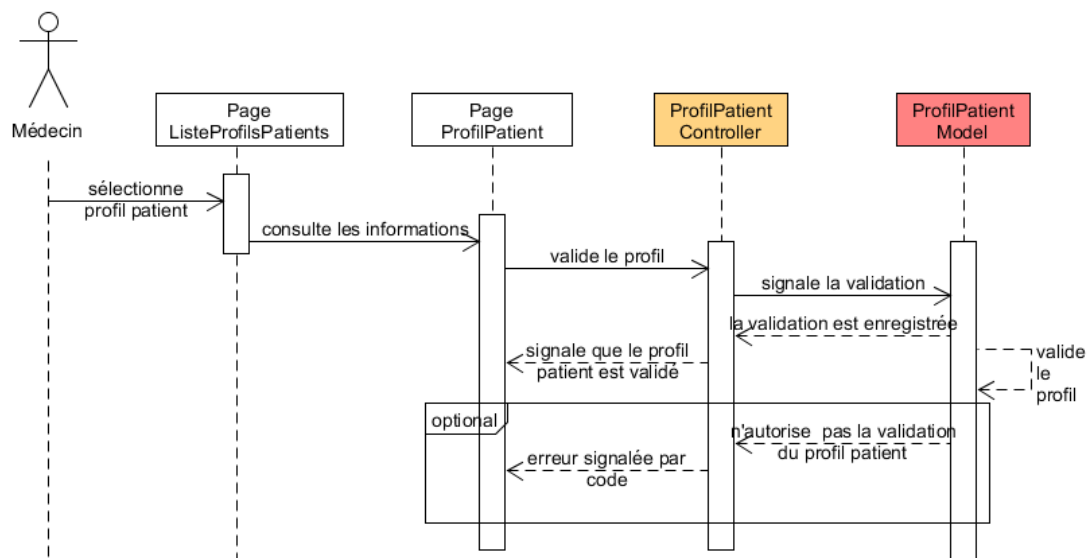 Médecin
Page
ListeProfilsPatients
Page
ProfilPatient
ProfilPatient
Controller
ProfilPatient
Model
sélectionne
profil patient
consulte les informations
valide le profil
signale la validation
la validation est enregistrée
signale que le profil
patient est validé
valide
le
profil
optional
n'autorise pas la validation
du profil patient
erreur signalée par
code